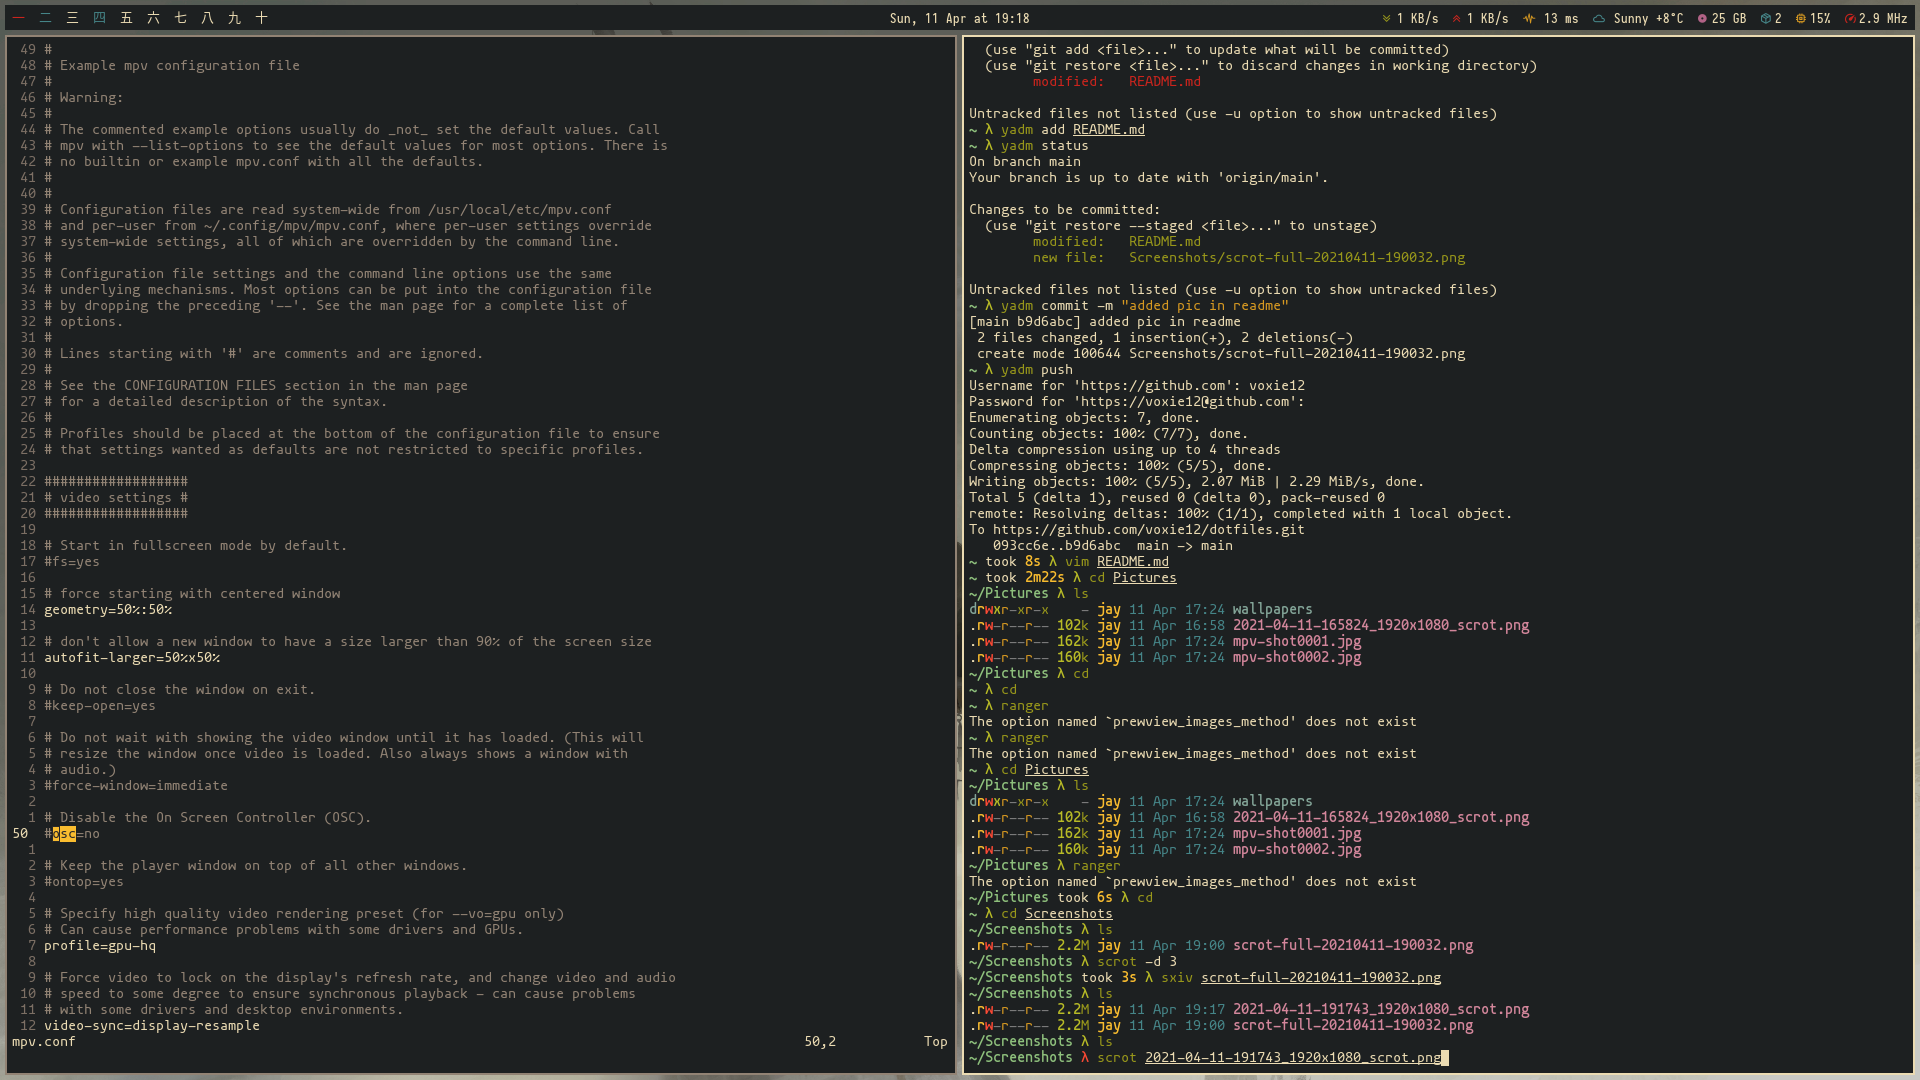 一 二 三 四 五 六 七 八 九 十
Sun, 11 Apr at 19:18
1 KB/s 1 KB/s 13 ms Sunny +8°C 25 GB 2 15% 2.9 MHz
49 #
48 # Example mpv configuration file
47 #
46 # Warning:
45 #
44 # The commented example options usually do _not_ set the default values. Call
43 # mpv with --list-options to see the default values for most options. There is
42 # no builtin or example mpv.conf with all the defaults.
41 #
40 #
39 # Configuration files are read system-wide from /usr/local/etc/mpv.conf
38 # and per-user from ~/.config/mpv/mpv.conf, where per-user settings override
37 # system-wide settings, all of which are overridden by the command line.
36 #
35 # Configuration file settings and the command line options use the same
34 # underlying mechanisms. Most options can be put into the configuration file
33 # by dropping the preceding '--'. See the man page for a complete list of
32 # options.
31 #
30 # Lines starting with '#' are comments and are ignored.
29 #
28 # See the CONFIGURATION FILES section in the man page
27 # for a detailed description of the syntax.
26 #
25 # Profiles should be placed at the bottom of the configuration file to ensure
24 # that settings wanted as defaults are not restricted to specific profiles.
23
22 ##################
21 # video settings #
20 ##################
19
18 # Start in fullscreen mode by default.
17 #fs=yes
16
15 # force starting with centered window
14 geometry=50%:50%
13
12 # don't allow a new window to have a size larger than 90% of the screen size
11 autofit-larger=50%x50%
10
9 # Do not close the window on exit.
8 #keep-open=yes
7
6 # Do not wait with showing the video window until it has loaded. (This will
5 # resize the window once video is loaded. Also always shows a window with
4 # audio.)
3 #force-window=immediate
2
1 # Disable the On Screen Controller (OSC).
50 #osc=no
1
2 # Keep the player window on top of all other windows.
3 #ontop=yes
4
5 # Specify high quality video rendering preset (for --vo=gpu only)
6 # Can cause performance problems with some drivers and GPUs.
7 profile=gpu-hq
8
9 # Force video to lock on the display's refresh rate, and change video and audio
10 # speed to some degree to ensure synchronous playback - can cause problems
11 # with some drivers and desktop environments.
12 video-sync=display-resample
mpv.conf 50,2 Top
(use "git add <file>..." to update what will be committed)
(use "git restore <file>..." to discard changes in working directory)
modified: README.md
Untracked files not listed (use -u option to show untracked files)
~ λ yadm add README.md
~ λ yadm status
On branch main
Your branch is up to date with 'origin/main'.
Changes to be committed:
(use "git restore --staged <file>..." to unstage)
modified: README.md
new file: Screenshots/scrot-full-20210411-190032.png
Untracked files not listed (use -u option to show untracked files)
~ λ yadm commit -m "added pic in readme"
[main b9d6abc] added pic in readme
2 files changed, 1 insertion(+), 2 deletions(-)
create mode 100644 Screenshots/scrot-full-20210411-190032.png
~ λ yadm push
Username for 'https://github.com': voxie12
Password for 'https://voxie12@github.com':
Enumerating objects: 7, done.
Counting objects: 100% (7/7), done.
Delta compression using up to 4 threads
Compressing objects: 100% (5/5), done.
Writing objects: 100% (5/5), 2.07 MiB | 2.29 MiB/s, done.
Total 5 (delta 1), reused 0 (delta 0), pack-reused 0
remote: Resolving deltas: 100% (1/1), completed with 1 local object.
To https://github.com/voxie12/dotfiles.git
093cc6e..b9d6abc main -> main
~ took 8s λ vim README.md
~ took 2m22s λ cd Pictures
~/Pictures λ ls
drwxr-xr-x - jay 11 Apr 17:24 wallpapers
.rw-r--r-- 102k jay 11 Apr 16:58 2021-04-11-165824_1920x1080_scrot.png
.rw-r--r-- 162k jay 11 Apr 17:24 mpv-shot0001.jpg
.rw-r--r-- 160k jay 11 Apr 17:24 mpv-shot0002.jpg
~/Pictures λ cd
~ λ cd
~ λ ranger
The option named `prewview_images_method' does not exist
~ λ ranger
The option named `prewview_images_method' does not exist
~ λ cd Pictures
~/Pictures λ ls
drwxr-xr-x - jay 11 Apr 17:24 wallpapers
.rw-r--r-- 102k jay 11 Apr 16:58 2021-04-11-165824_1920x1080_scrot.png
.rw-r--r-- 162k jay 11 Apr 17:24 mpv-shot0001.jpg
.rw-r--r-- 160k jay 11 Apr 17:24 mpv-shot0002.jpg
~/Pictures λ ranger
The option named `prewview_images_method' does not exist
~/Pictures took 6s λ cd
~ λ cd Screenshots
~/Screenshots λ ls
.rw-r--r-- 2.2M jay 11 Apr 19:00 scrot-full-20210411-190032.png
~/Screenshots λ scrot -d 3
~/Screenshots took 3s λ sxiv scrot-full-20210411-190032.png
~/Screenshots λ ls
.rw-r--r-- 2.2M jay 11 Apr 19:17 2021-04-11-191743_1920x1080_scrot.png
.rw-r--r-- 2.2M jay 11 Apr 19:00 scrot-full-20210411-190032.png
~/Screenshots λ ls
~/Screenshots λ scrot 2021-04-11-191743_1920x1080_scrot.png